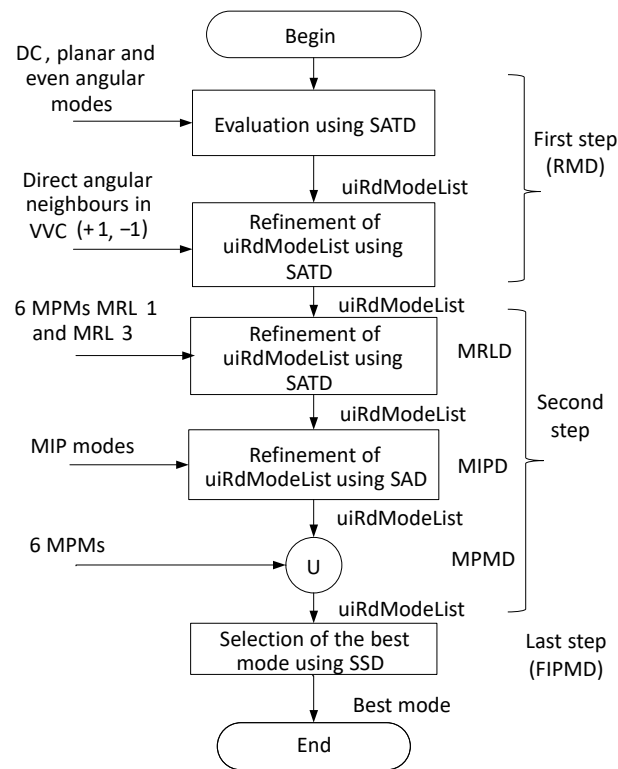 Begin
DC, planar and
even angular
modes
Evaluation using SATD
First step
(RMD)
uiRdModeList
Direct angular
neighbours in
VVC (+1, −1)
Refinement of
uiRdModeList using
SATD
uiRdModeList
6 MPMs MRL 1
and MRL 3
Refinement of
uiRdModeList using
SATD
MRLD
uiRdModeList
Second
step
MIP modes
Refinement of
uiRdModeList using SAD
MIPD
uiRdModeList
6 MPMs
U
MPMD
uiRdModeList
Selection of the best
mode using SSD
Last step
(FIPMD)
Best mode
End